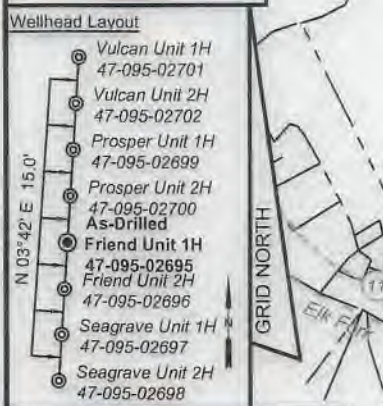 Wellhead Layout
Vulcan Unit 1H
47-095-02701
Vulcan Unit 2H
47-095-02702
Prosper Unit 1H
47-095-02699
Prosper Unit 2H
47-095-02700
As-Drilled
Friend Unit 1H
47-095-02695
Friend Unit 2H
47-095-02696
Seagrave Unit 1H
47-095-02697
Seagrave Unit 2H
47-095-02698
N 03°42' E 15.0'
N
GRID NORTH
11
Elk Fork